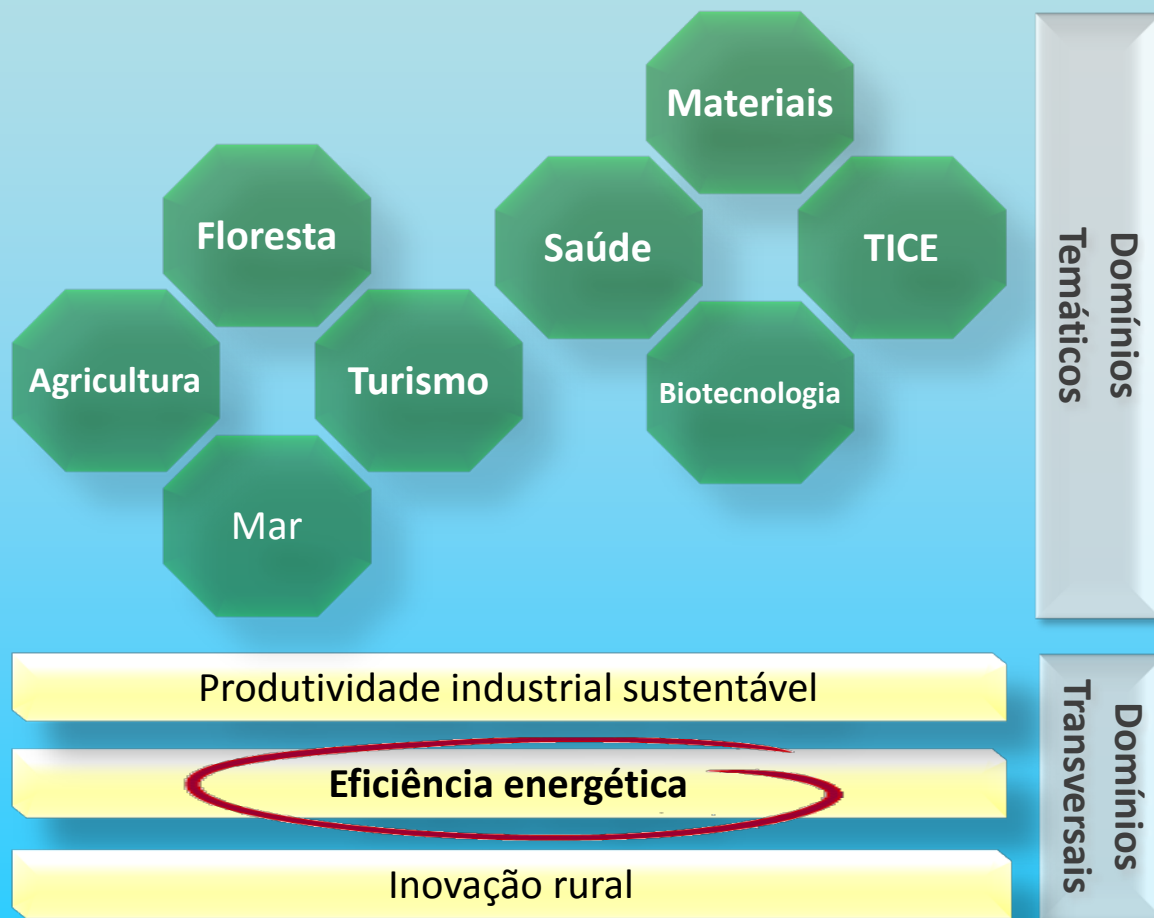 Materiais
Floresta
Saúde
TICE
Agricultura
Turismo
Biotecnologia
Mar
Domínios
Temáticos
Produtividade industrial sustentável
Eficiência energética
Inovação rural
Domínios
Transversais